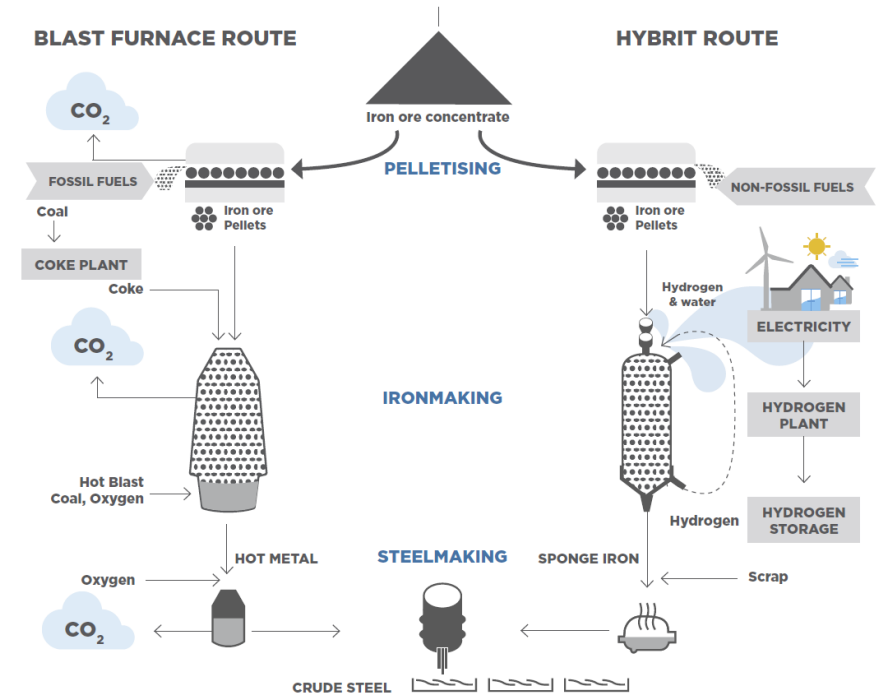 BLAST FURNACE ROUTE
HYBRIT ROUTE
CO2
Iron ore concentrate
PELLETISING
FOSSIL FUELS
NON-FOSSIL FUELS
Coal
Iron ore
Pellets
Iron ore
Pellets
COKE PLANT
Coke
Hydrogen
& water
ELECTRICITY
CO2
IRONMAKING
HYDROGEN
PLANT
Hot Blast
Coal, Oxygen
Hydrogen
HYDROGEN
STORAGE
HOT METAL
STEELMAKING
SPONGE IRON
Oxygen
Scrap
CO2
CRUDE STEEL